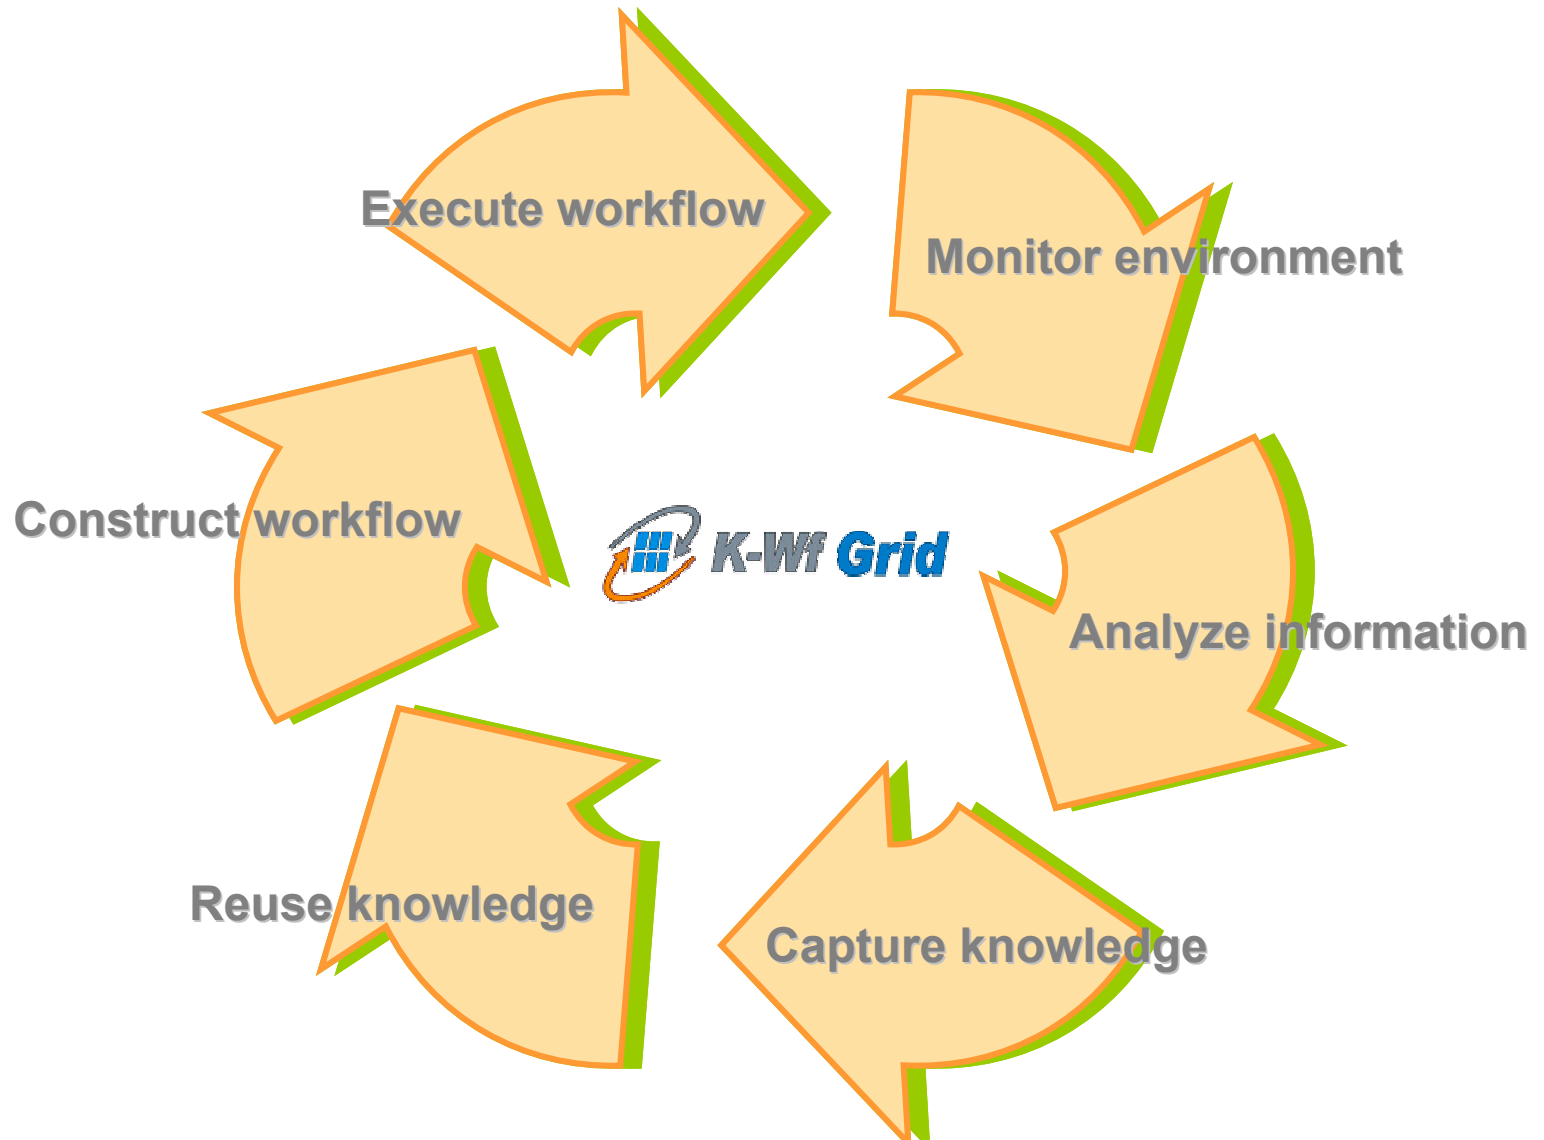 Execute workflow
Monitor environment
Construct workflow
K-Wf Grid
Analyze information
Reuse knowledge
Capture knowledge